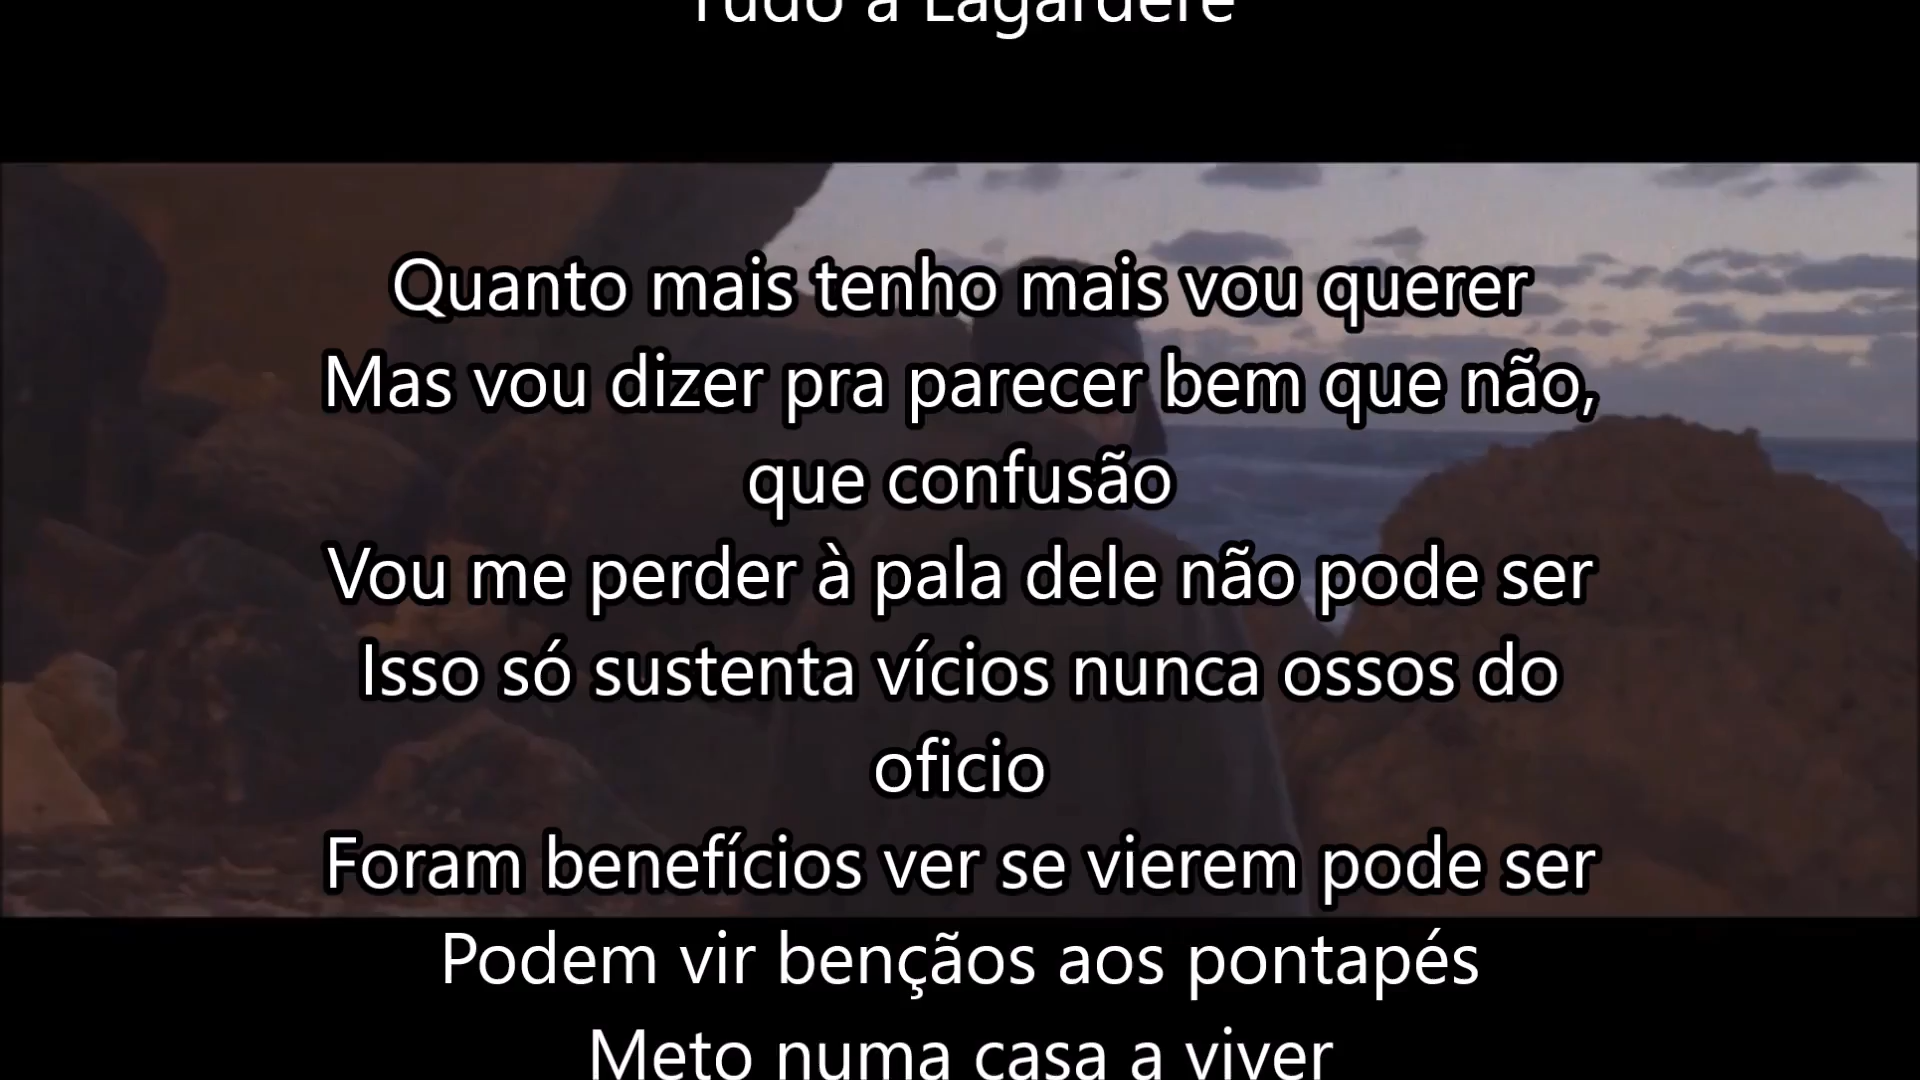 Tudo à Lagardère
Quanto mais tenho mais vou querer
Mas vou dizer pra parecer bem que não,
que confusão
Vou me perder à pala dele não pode ser
Isso só sustenta vícios nunca ossos do
oficio
Foram benefícios ver se vierem pode ser
Podem vir bençãos aos pontapés
Meto numa casa a viver